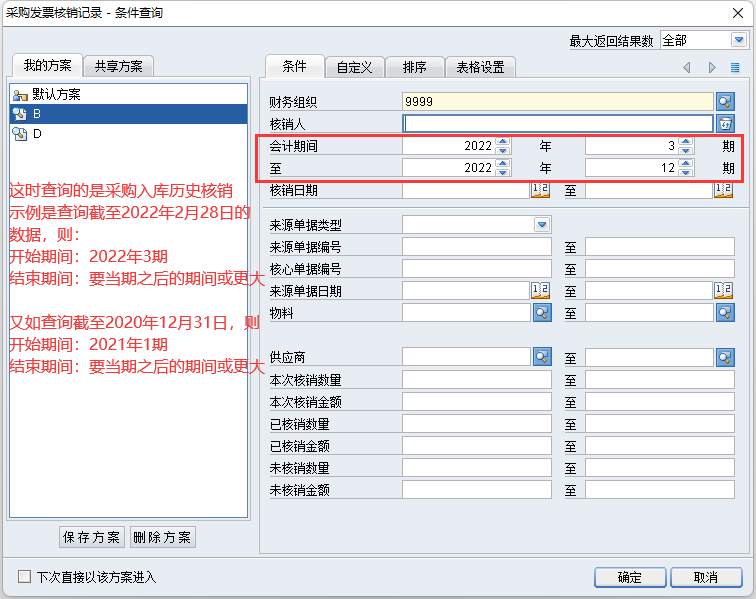 采购发票核销记录 - 条件查询
最大返回结果数 全部
我的方案 共享方案
条件 自定义 排序 表格设置
默认方案
B
D
这时查询的是采购入库历史核销
示例是查询截至2022年2月28日的
数据，则：
开始期间：2022年3期
结束期间：要当期之后的期间或更大
又如查询截至2020年12月31日，则
开始期间：2021年1期
结束期间：要当期之后的期间或更大
保存方案 删除方案
财务组织 9999
核销人
会计期间 2022 年 3 期
至 2022 年 12 期
核销日期 12 至 12
来源单据类型
来源单据编号 至
核心单据编号 至
来源单据日期 12 至 12
物料 至
供应商 至
本次核销数量 至
本次核销金额 至
已核销数量 至
已核销金额 至
未核销数量 至
未核销金额 至
下次直接以该方案进入
确定 取消